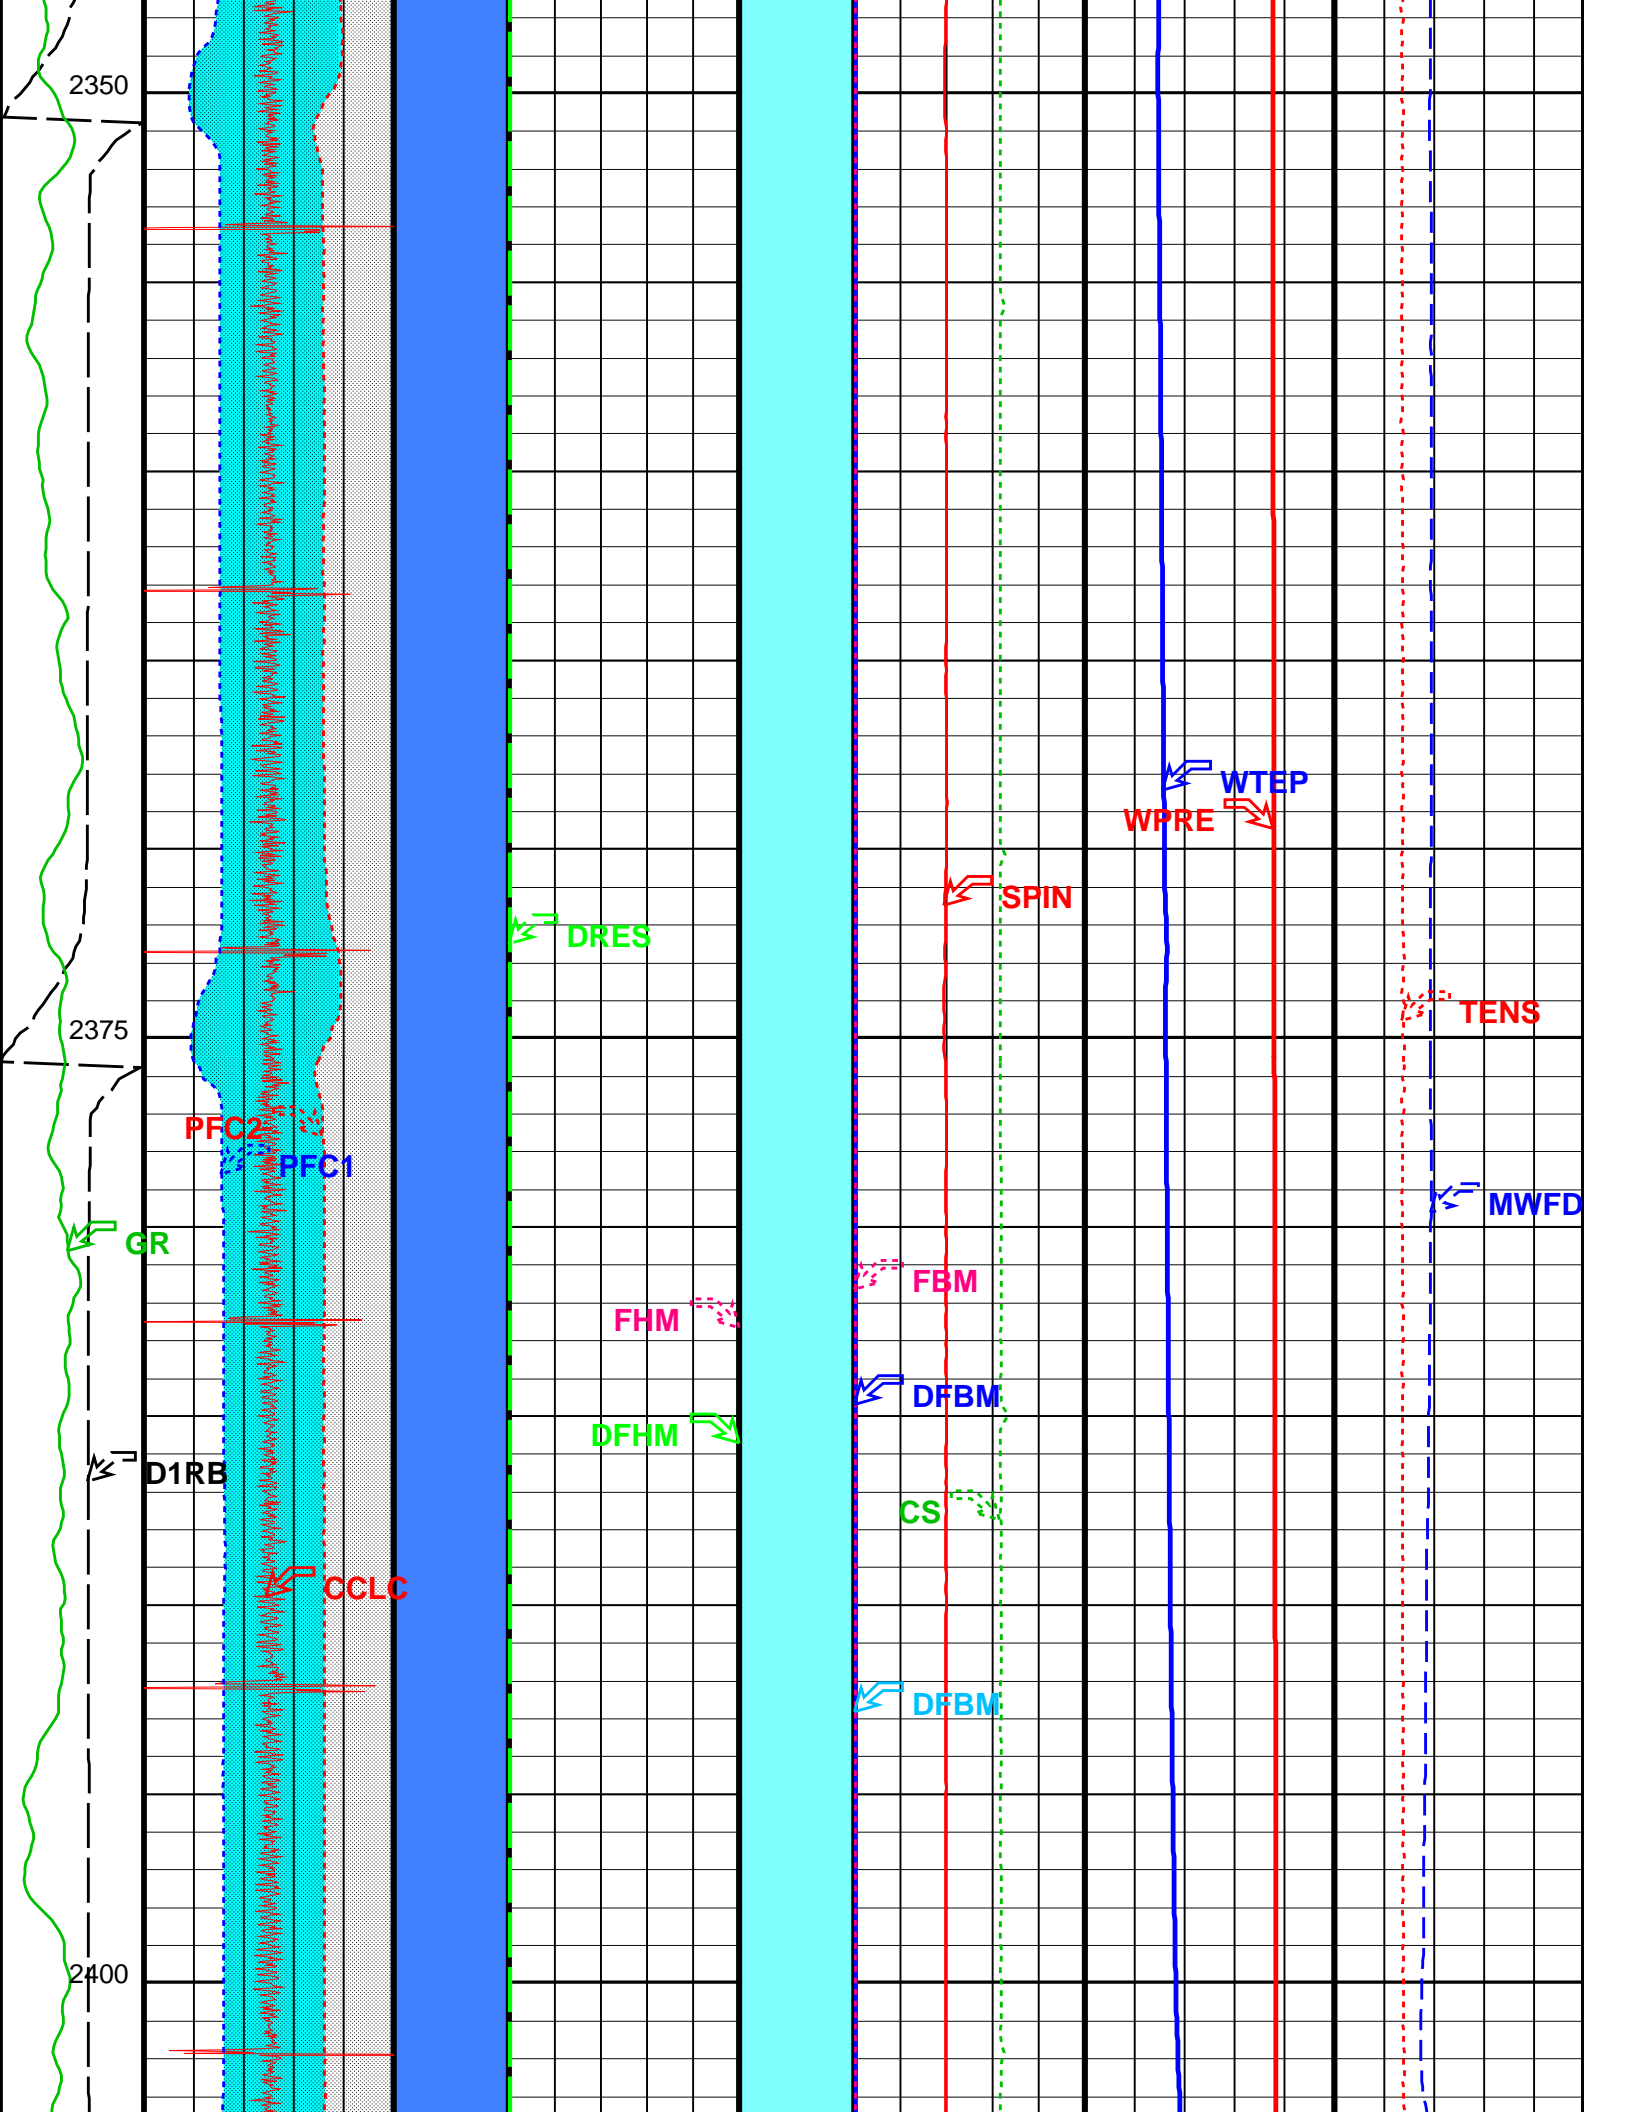 2350
WTEP
WPRE
SPIN
DRES
TENS
2375
PFC2
PFC1
MWFD
GR
FBM
FHM
DFBM
DFHM
D1RB
CS
CCLC
DFBM
2400